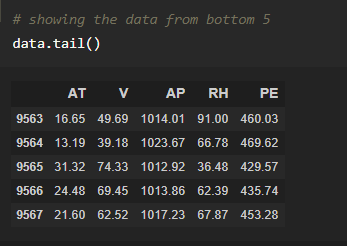 # showing the data from bottom 5
data.tail()
AT V AP RH PE
9563 16.65 49.69 1014.01 91.00 460.03
9564 13.19 39.18 1023.67 66.78 469.62
9565 31.32 74.33 1012.92 36.48 429.57
9566 24.48 69.45 1013.86 62.39 435.74
9567 21.60 62.52 1017.23 67.87 453.28